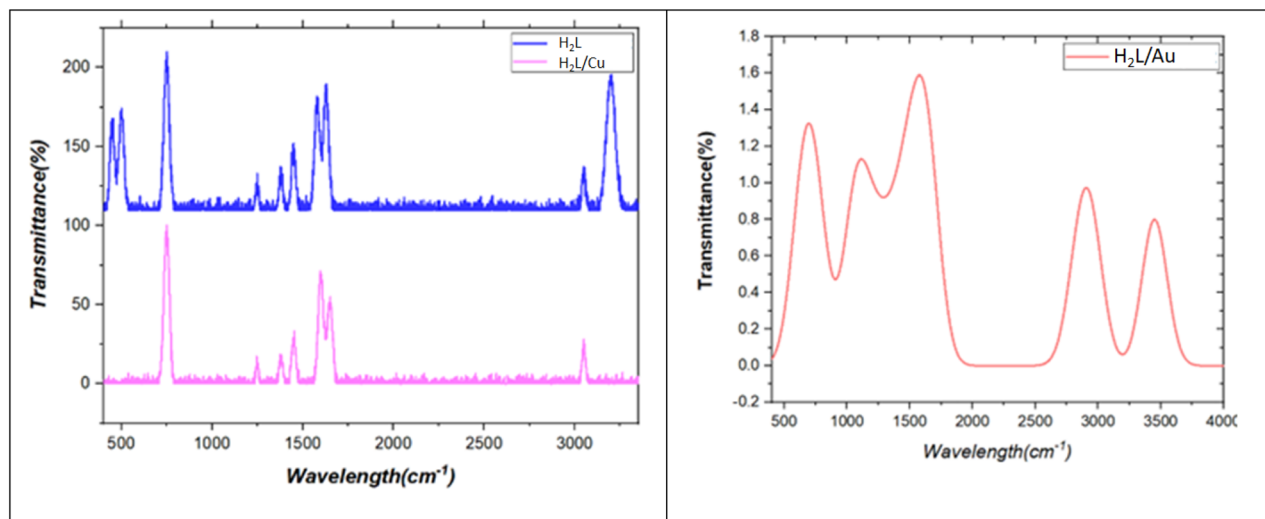 H₂L
H₂L/Cu
200
150
100
50
0
Transmittance(%)
500 1000 1500 2000 2500 3000
Wavelength(cm⁻¹)
H₂L/Au
1.8
1.6
1.4
1.2
1.0
0.8
0.6
0.4
0.2
0.0
-0.2
Transmittance(%)
500 1000 1500 2000 2500 3000 3500 4000
Wavelength(cm⁻¹)